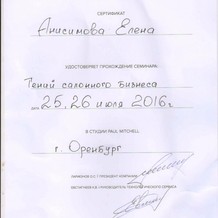 СЕРТИФИКАТ
Анисимова Елена
УДОСТОВЕРЯЕТ ПРОХОЖДЕНИЕ СЕМИНАРА:
Гений салонного бизнеса
ДАТА 25, 26 июля 2016г.
В СТУДИИ PAUL MITCHELL
г. Оренбург